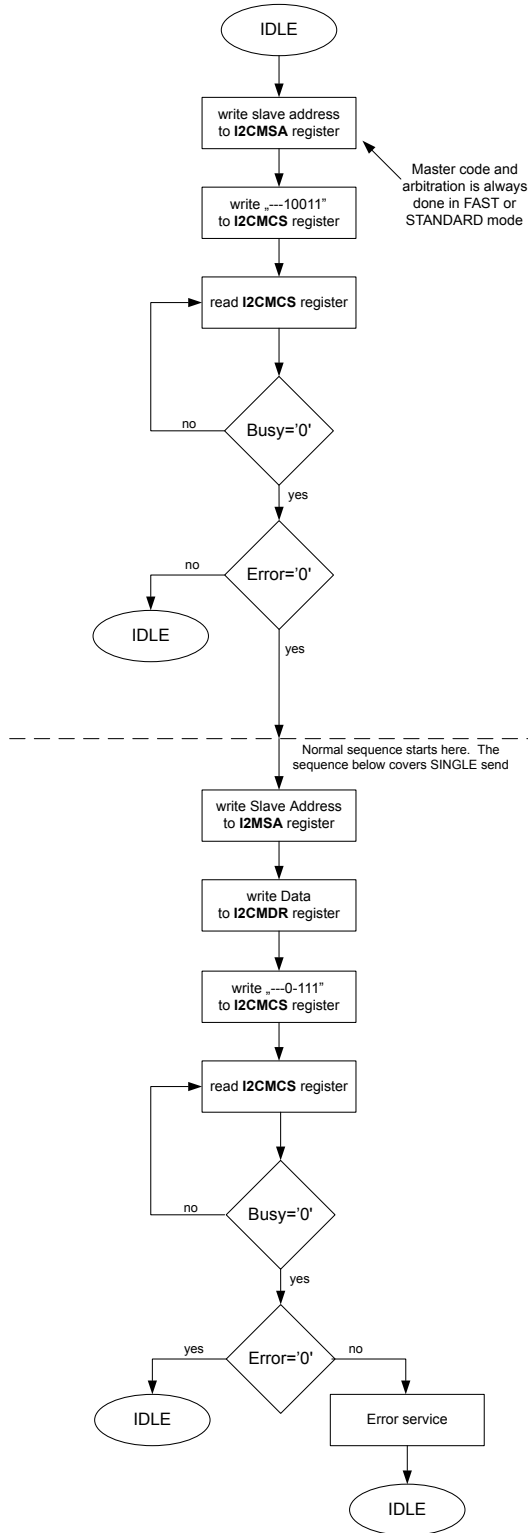 IDLE
write slave address
to I2CMSA register
Master code and
arbitration is always
done in FAST or
STANDARD mode
write „---10011”
to I2CMCS register
read I2CMCS register
Busy='0'
no
yes
Error='0'
no
IDLE
yes
Normal sequence starts here. The
sequence below covers SINGLE send
write Slave Address
to I2MSA register
write Data
to I2CMDR register
write „---0-111”
to I2CMCS register
read I2CMCS register
Busy='0'
no
yes
Error='0'
yes
no
IDLE
Error service
IDLE